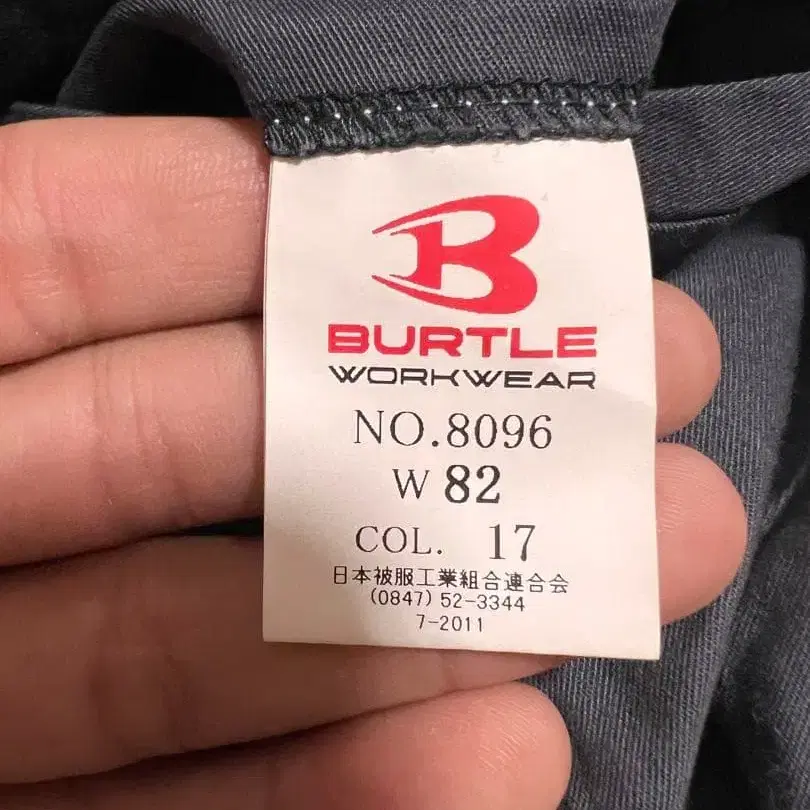 B
BURTLE
WORKWEAR
NO.8096
W 82
COL. 17
日本被服工業組合連合会
(0847) 52-3344
7-2011